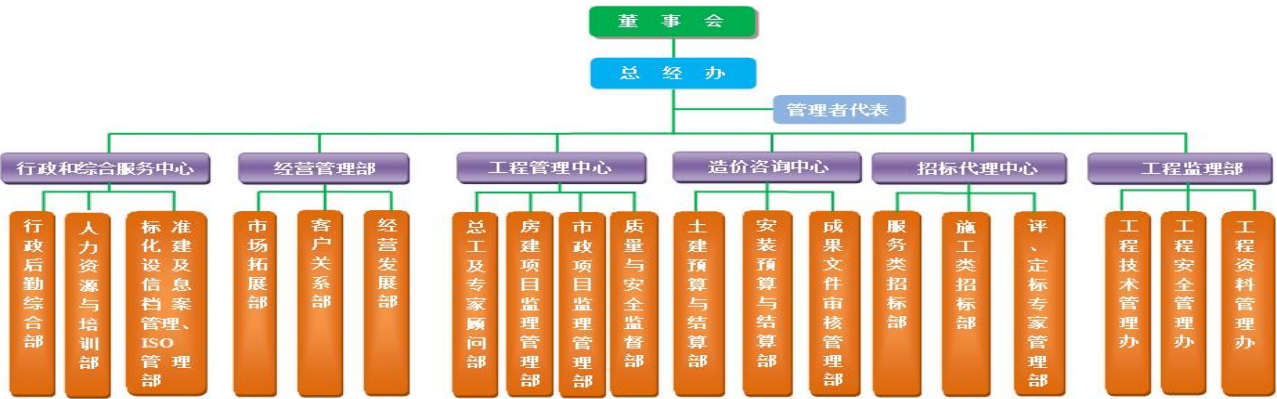 董 事 会
总 经 办
管理者代表
行政和综合服务中心
经营管理部
工程管理中心
造价咨询中心
招标代理中心
工程监理部
行政后勤综合部
人力资源与培训部
标 准
化 建
设 及
信 息
档 案
管理、
ISO
管 理
部
市场拓展部
客户关系部
经营发展部
总工及专家顾问部
房建项目监理管理部
市政项目监理管理部
质量与安全监督部
土建预算与结算部
安装预算与结算部
成果文件审核管理部
服务类招标部
施工类招标部
评、定标专家管理部
工程技术管理办
工程安全管理办
工程资料管理办